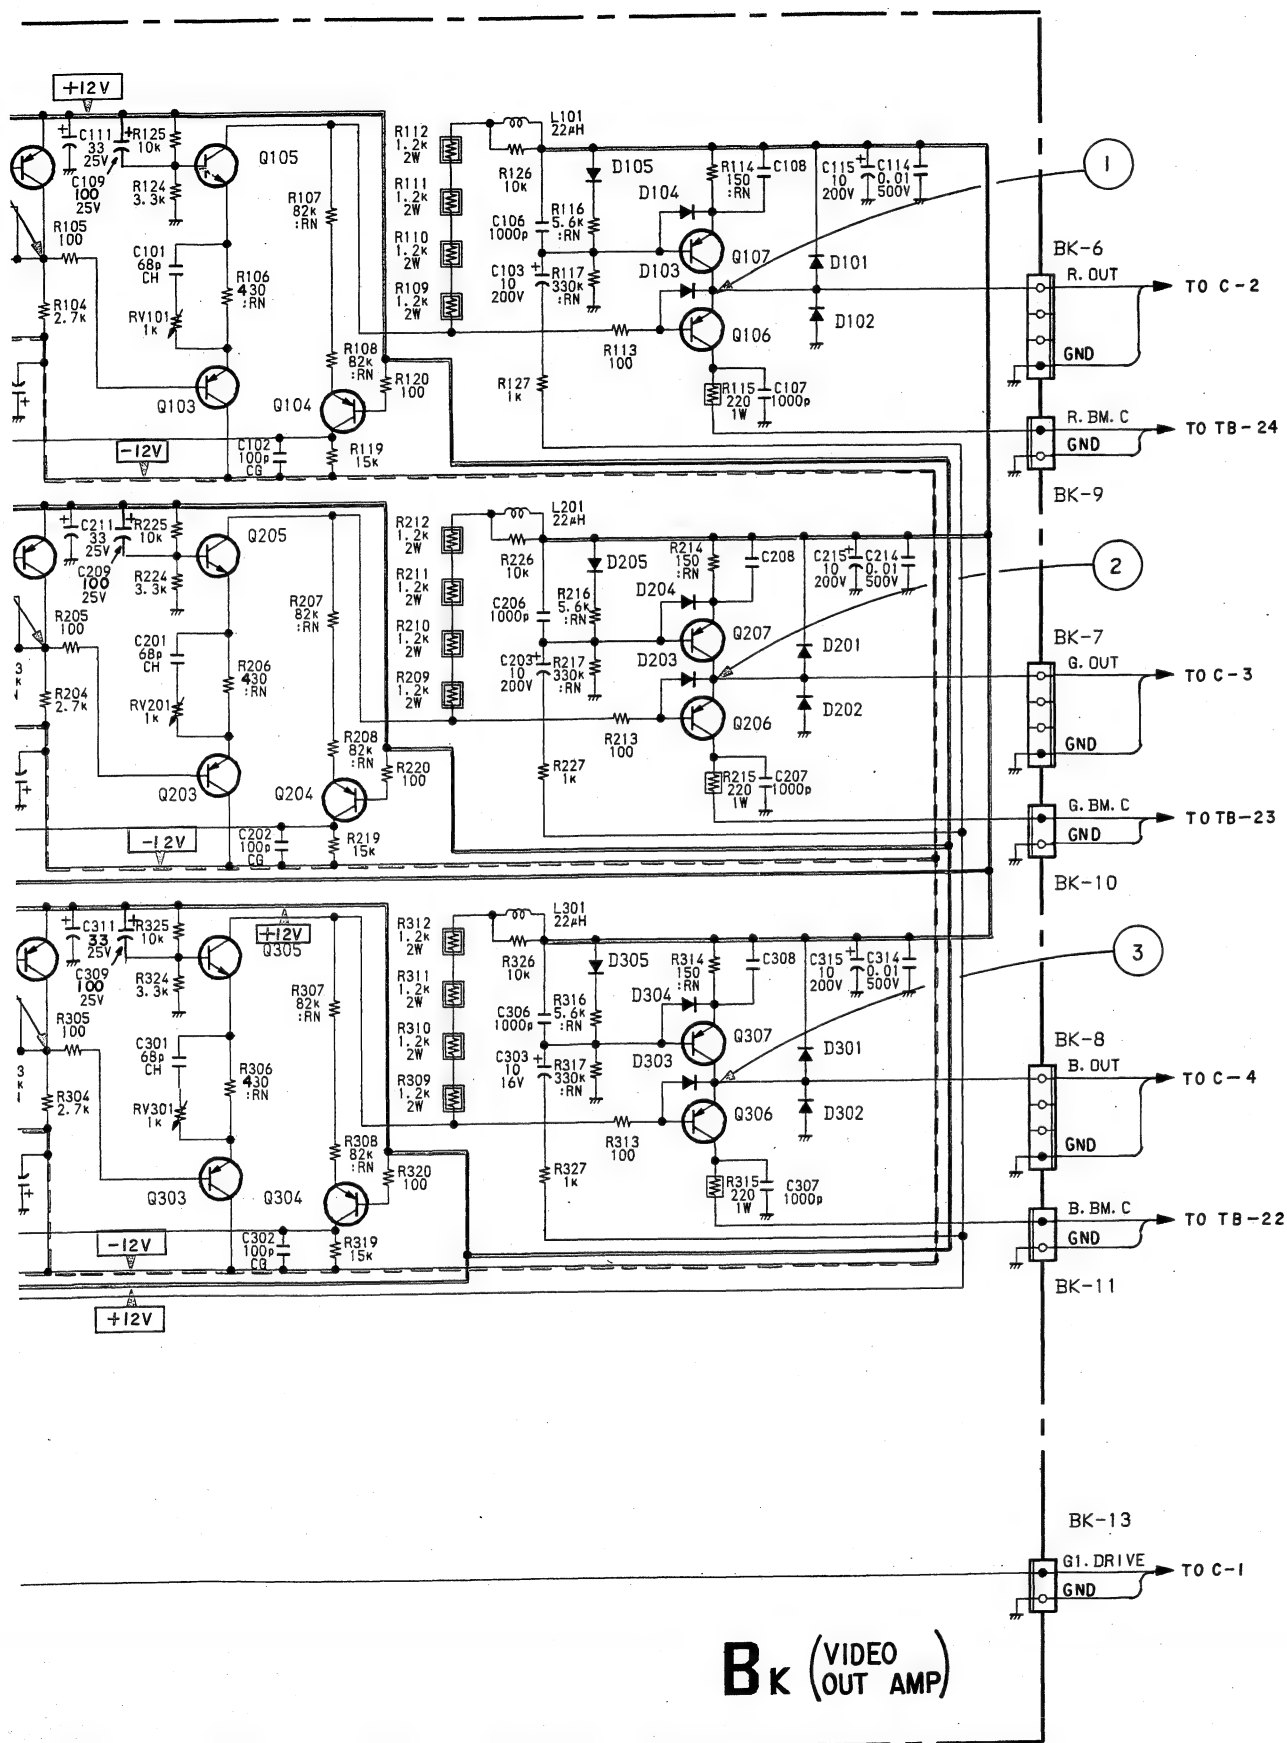 +12V
C111
33
25V
R125
10k
C109
100
25V
R124
3.3k
Q105
R107
82k
:RN
R105
100
C101
68p
CH
R106
430
:RN
R104
2.7k
RV101
1k
Q103
R108
82k
:RN
Q104
R120
100
-12V
C102
100p
CG
R119
15k
R112
1.2k
2W
R111
1.2k
2W
R110
1.2k
2W
R109
1.2k
2W
L101
22μH
R126
10k
D105
R114
150
:RN
C108
C115
10
200V
C114
0.01
500V
1
D104
C106
1000p
R116
5.6k
:RN
Q107
C103
10
200V
R117
330k
:RN
D103
D101
Q106
D102
R113
100
R127
1k
R115
220
1W
C107
1000p
BK-6
R. OUT
TO C-2
GND
R. BM. C
TO TB-24
GND
BK-9
C211
33
25V
R225
10k
C209
100
25V
R224
3.3k
Q205
R207
82k
:RN
R205
100
C201
68p
CH
R206
430
:RN
3
k
R204
2.7k
RV201
1k
Q203
R208
82k
:RN
Q204
R220
100
-12V
C202
100p
CG
R219
15k
R212
1.2k
2W
R211
1.2k
2W
R210
1.2k
2W
R209
1.2k
2W
L201
22μH
R226
10k
D205
R214
150
:RN
C208
C215
10
200V
C214
0.01
500V
2
D204
C206
1000p
R216
5.6k
:RN
Q207
C203
10
200V
R217
330k
:RN
D203
D201
Q206
D202
R213
100
R227
1k
R215
220
1W
C207
1000p
BK-7
G. OUT
TO C-3
GND
G. BM. C
TO TB-23
GND
BK-10
C311
33
25V
R325
10k
C309
100
25V
R324
3.3k
+12V
Q305
R307
82k
:RN
R305
100
C301
68p
CH
R306
430
:RN
3
k
R304
2.7k
RV301
1k
Q303
R308
82k
:RN
Q304
R320
100
-12V
C302
100p
CG
R319
15k
+12V
R312
1.2k
2W
R311
1.2k
2W
R310
1.2k
2W
R309
1.2k
2W
L301
22μH
R326
10k
D305
R314
150
:RN
C308
C315
10
200V
C314
0.01
500V
3
D304
C306
1000p
R316
5.6k
:RN
Q307
C303
10
16V
R317
330k
:RN
D303
D301
Q306
D302
R313
100
R327
1k
R315
220
1W
C307
1000p
BK-8
B. OUT
TO C-4
GND
B. BM. C
TO TB-22
GND
BK-11
BK-13
G1. DRIVE
TO C-1
GND
BK (VIDEO
OUT AMP)